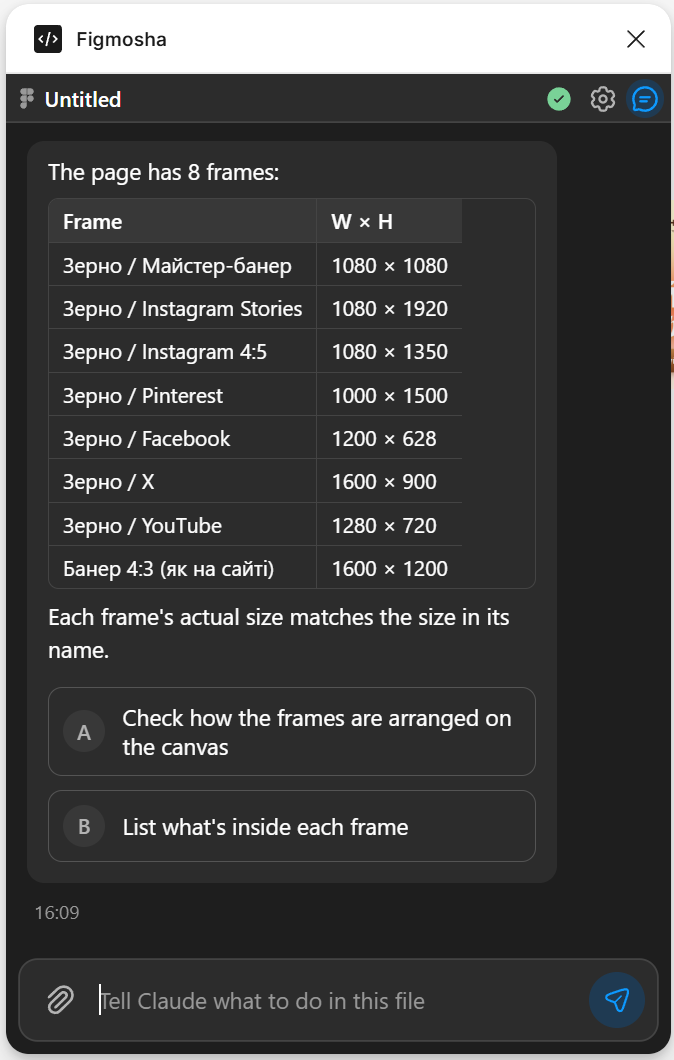 Figmosha
Untitled
The page has 8 frames:
Frame W × H
Зерно / Майстер-банер 1080 × 1080
Зерно / Instagram Stories 1080 × 1920
Зерно / Instagram 4:5 1080 × 1350
Зерно / Pinterest 1000 × 1500
Зерно / Facebook 1200 × 628
Зерно / X 1600 × 900
Зерно / YouTube 1280 × 720
Банер 4:3 (як на сайті) 1600 × 1200
Each frame's actual size matches the size in its
name.
A Check how the frames are arranged on
the canvas
B List what's inside each frame
16:09
Tell Claude what to do in this file